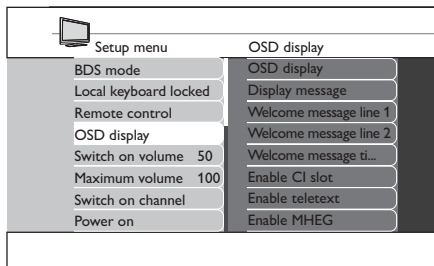 Setup menu
OSD display
BDS mode
Local keyboard locked
Remote control
OSD display
Switch on volume 50
Maximum volume 100
Switch on channel
Power on
OSD display
Display message
Welcome message line 1
Welcome message line 2
Welcome message ti...
Enable CI slot
Enable teletext
Enable MHEG